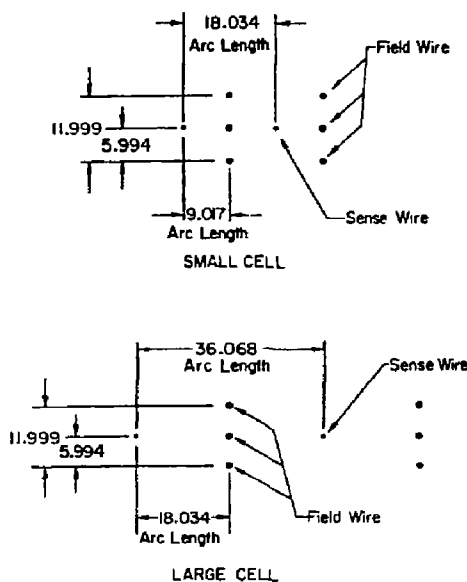 18.034
Arc Length
Field Wire
11.999
5.994
9.017
Arc Length
Sense Wire
SMALL CELL
36.068
Arc Length
Sense Wire
11.999
5.994
18.034
Arc Length
Field Wire
LARGE CELL